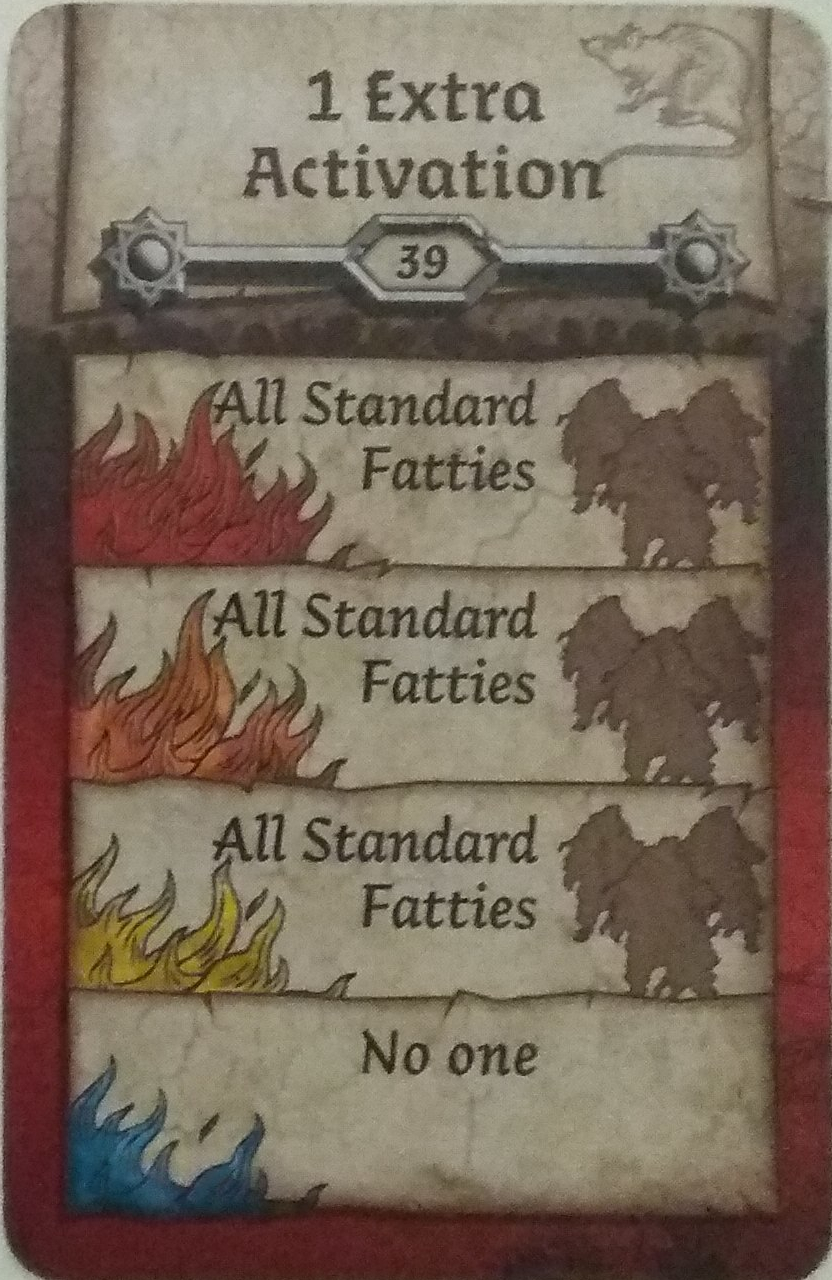 1 Extra
Activation
39
All Standard
Fatties
All Standard
Fatties
All Standard
Fatties
No one